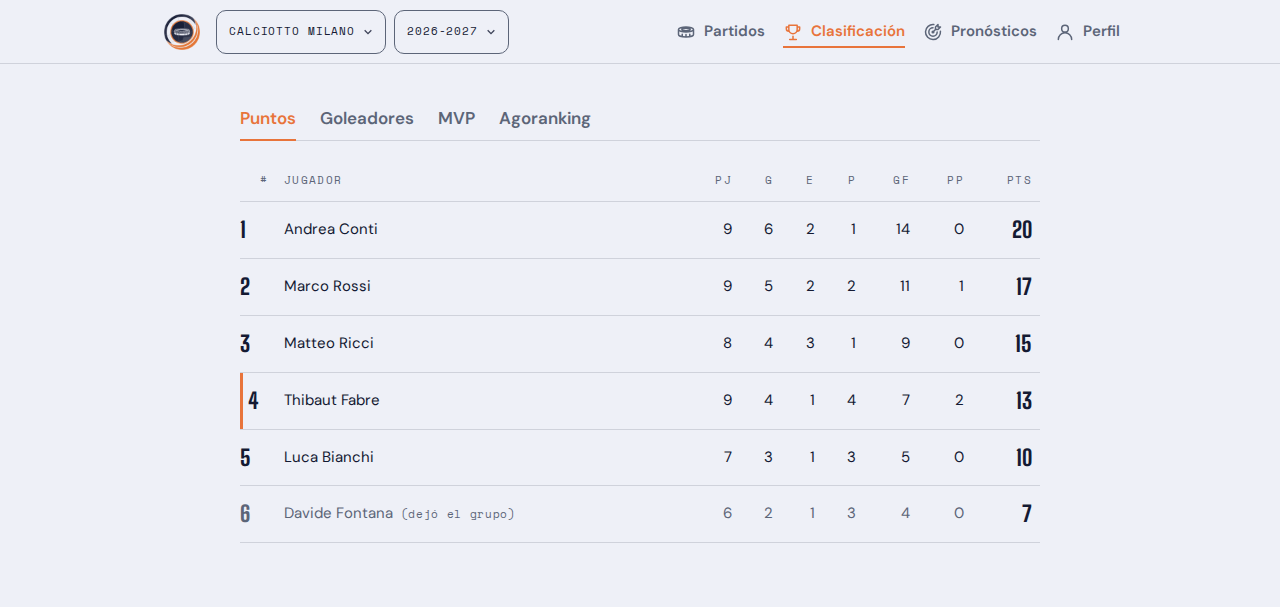 CALCIOTTO MILANO 2026-2027 Partidos Clasificación Pronósticos Perfil
Puntos Goleadores MVP Agoranking
# JUGADOR PJ G E P GF PP PTS
1 Andrea Conti 9 6 2 1 14 0 20
2 Marco Rossi 9 5 2 2 11 1 17
3 Matteo Ricci 8 4 3 1 9 0 15
4 Thibaut Fabre 9 4 1 4 7 2 13
5 Luca Bianchi 7 3 1 3 5 0 10
6 Davide Fontana (dejó el grupo) 6 2 1 3 4 0 7